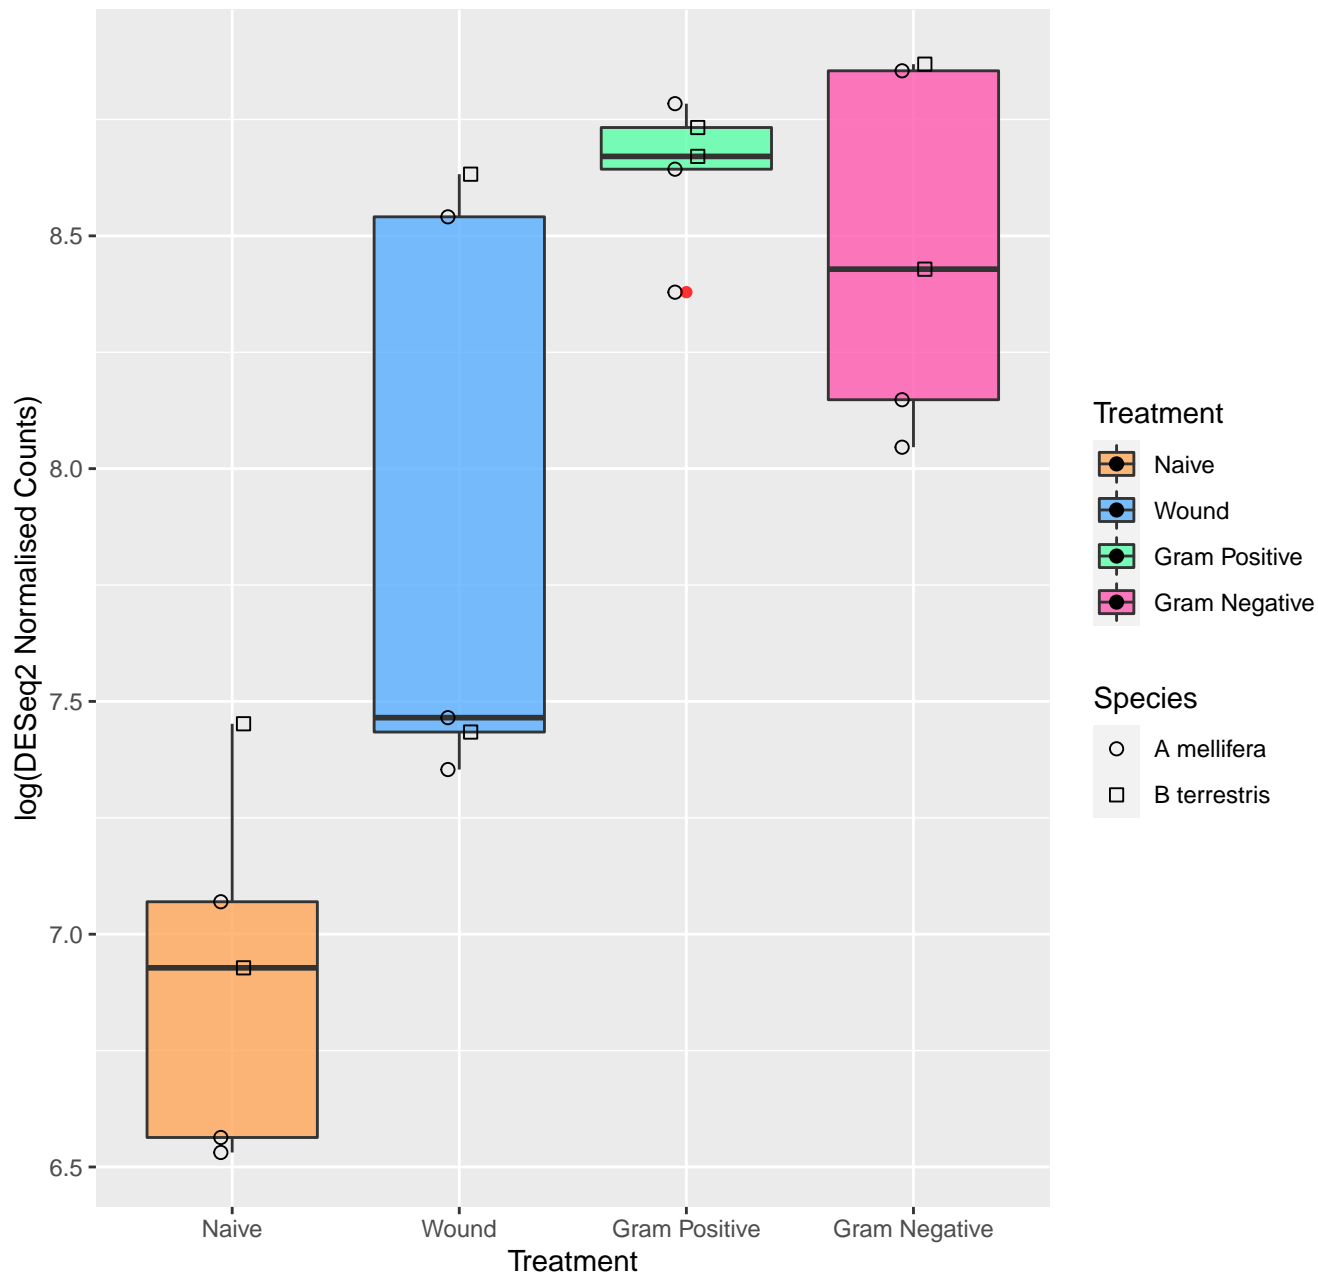 log(DESeq2 Normalised Counts)
8.5
8.0
7.5
7.0
6.5
Naive
Wound
Gram Positive
Gram Negative
Treatment
Treatment
Naive
Wound
Gram Positive
Gram Negative
Species
A mellifera
B terrestris